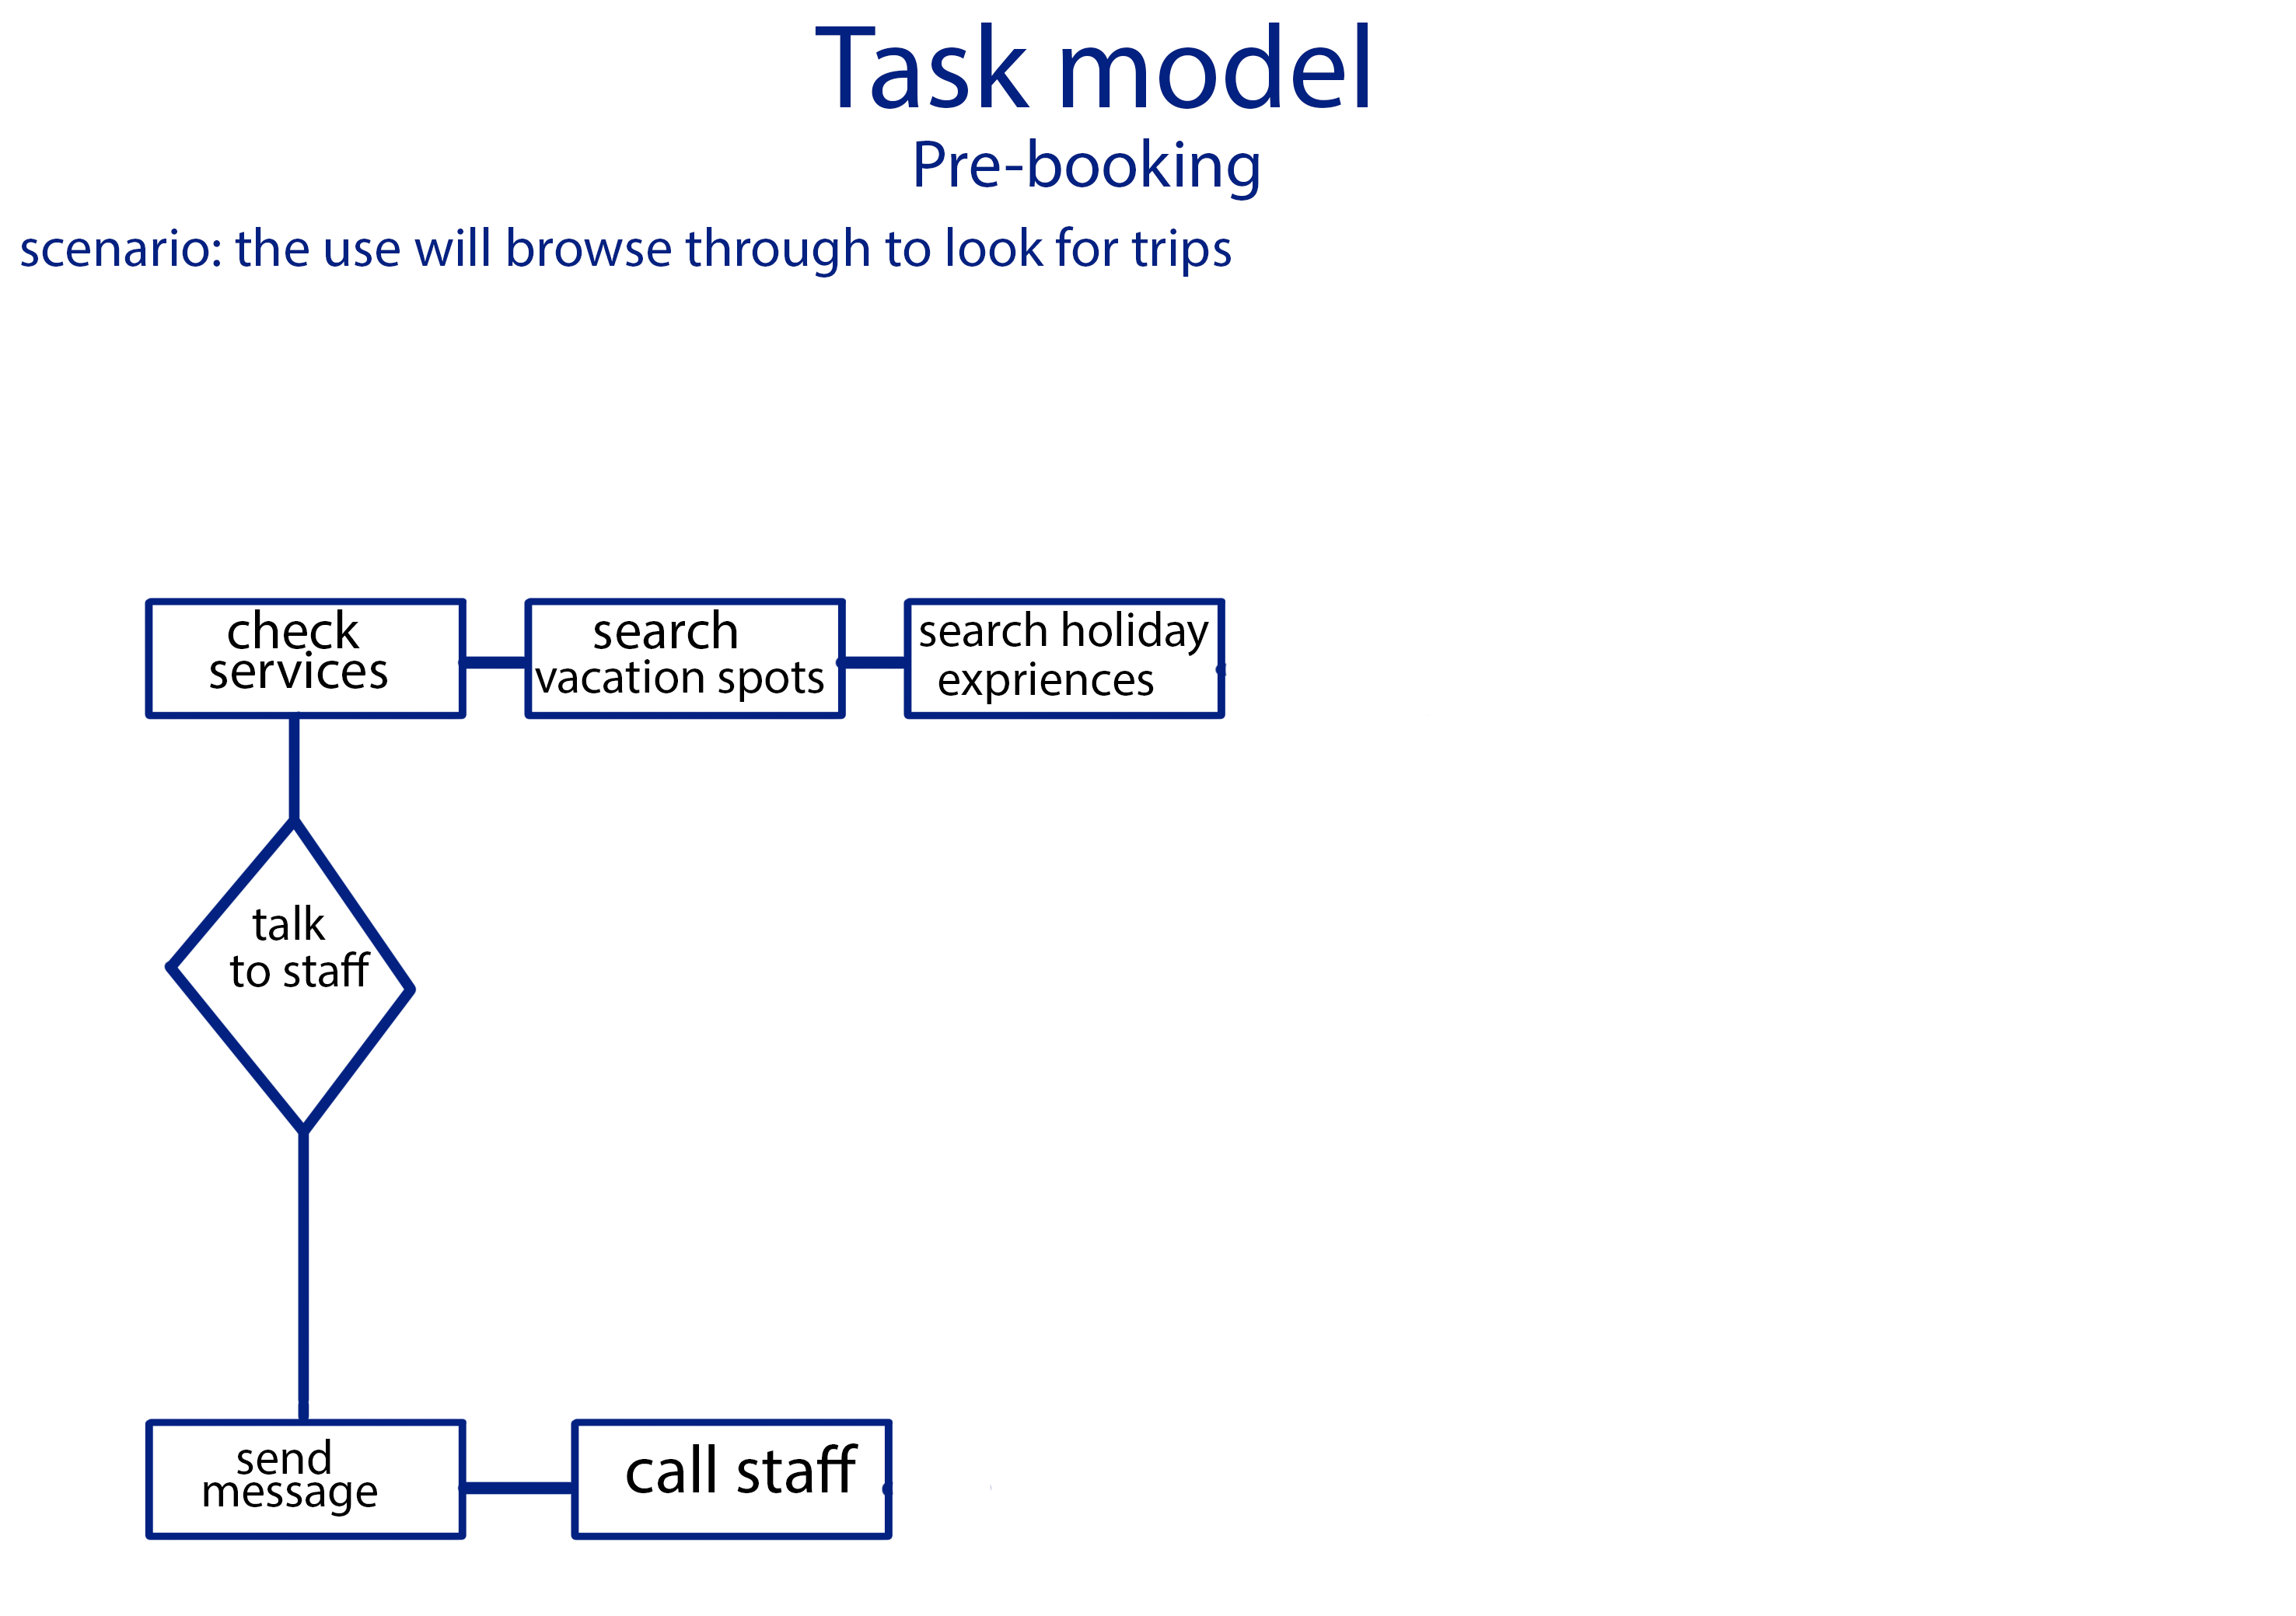 Task model
Pre-booking
scenario: the use will browse through to look for trips
check
services
search
vacation spots
search holiday
expriences
talk
to staff
send
message
call staff